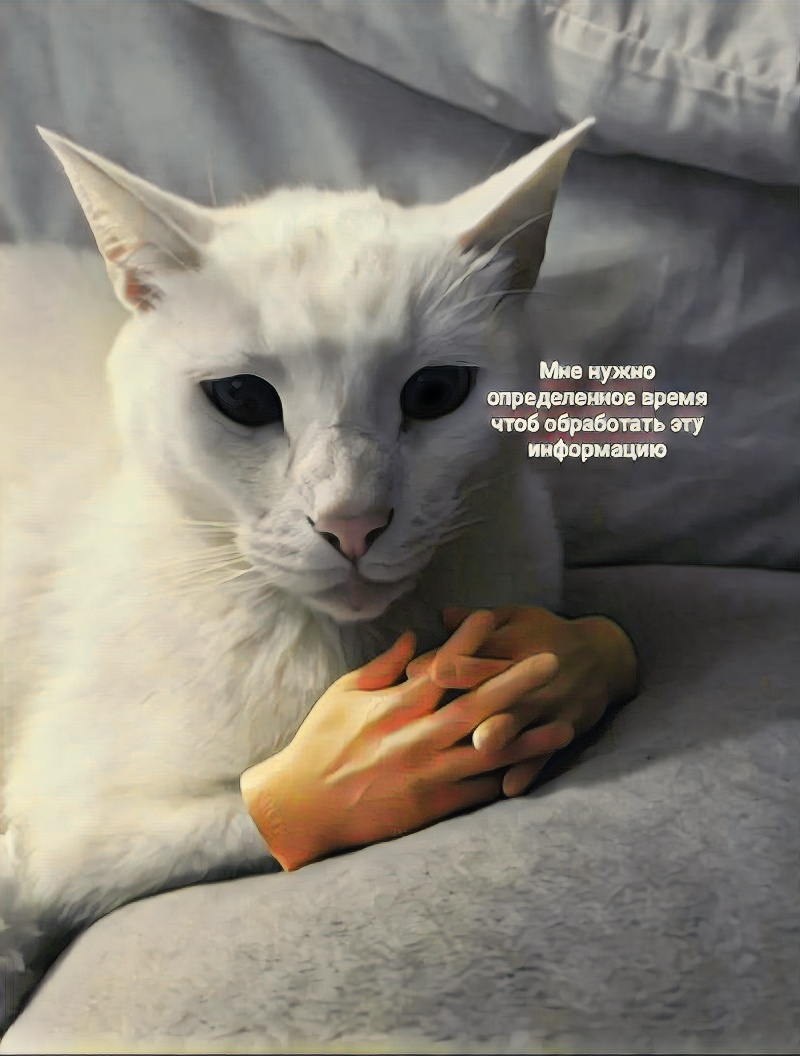 Мне нужно
определенное время
чтоб обработать эту
информацию